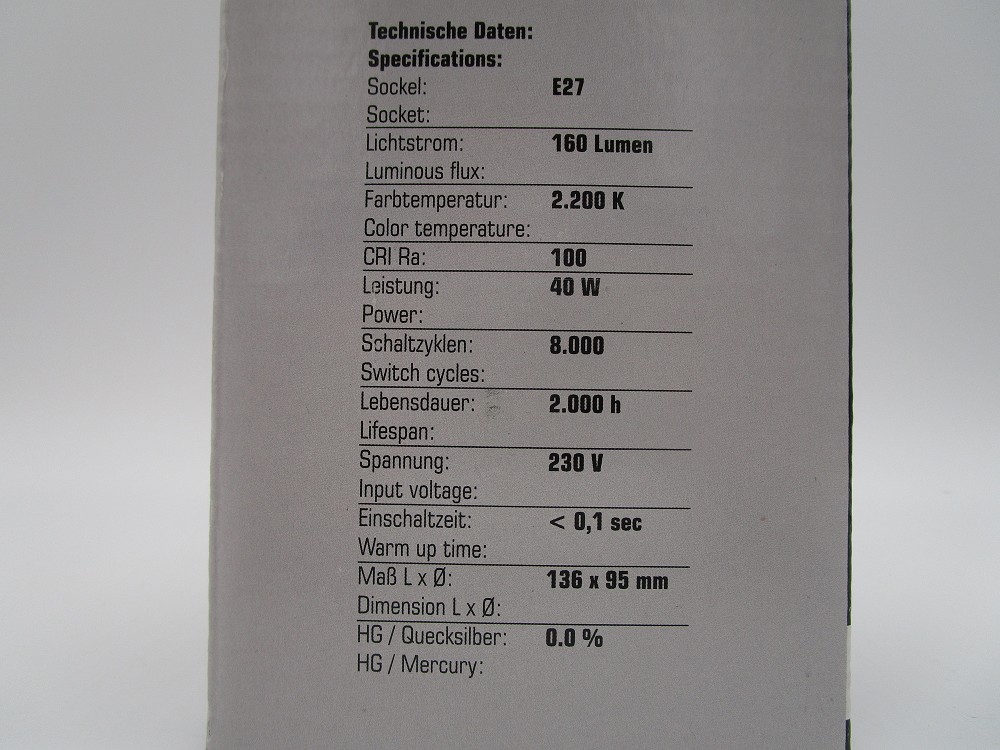 Technische Daten:
Specifications:
Sockel: E27
Socket:
Lichtstrom: 160 Lumen
Luminous flux:
Farbtemperatur: 2.200 K
Color temperature:
CRI Ra: 100
Leistung: 40 W
Power:
Schaltzyklen: 8.000
Switch cycles:
Lebensdauer: 2.000 h
Lifespan:
Spannung: 230 V
Input voltage:
Einschaltzeit: < 0,1 sec
Warm up time:
Maß L x Ø: 136 x 95 mm
Dimension L x Ø:
HG / Quecksilber: 0.0 %
HG / Mercury: